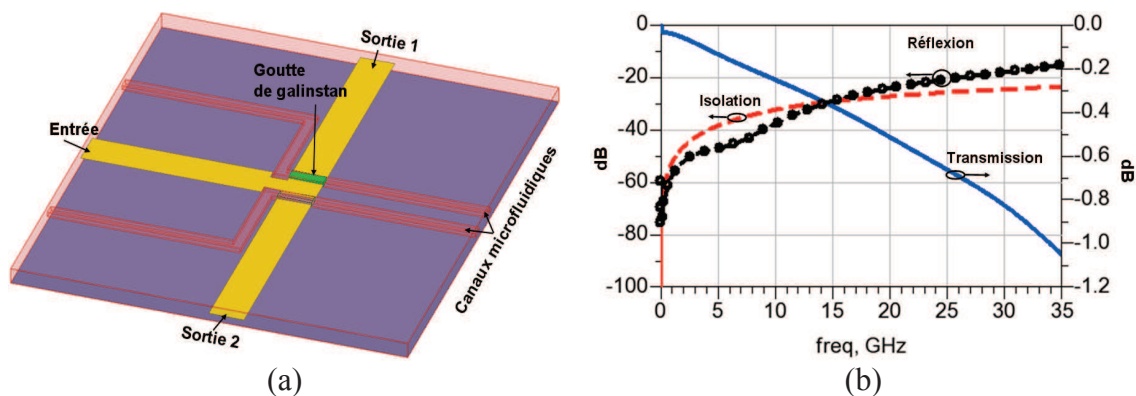 Sortie 1
Goutte
de galinstan
Entrée
Canaux microfluidiques
Sortie 2
(a)
0
-20
-40
-60
-80
-100
dB
0.0
-0.2
-0.4
-0.6
-0.8
-1.0
-1.2
dB
Réflexion
Isolation
Transmission
0 5 10 15 20 25 30 35
freq, GHz
(b)